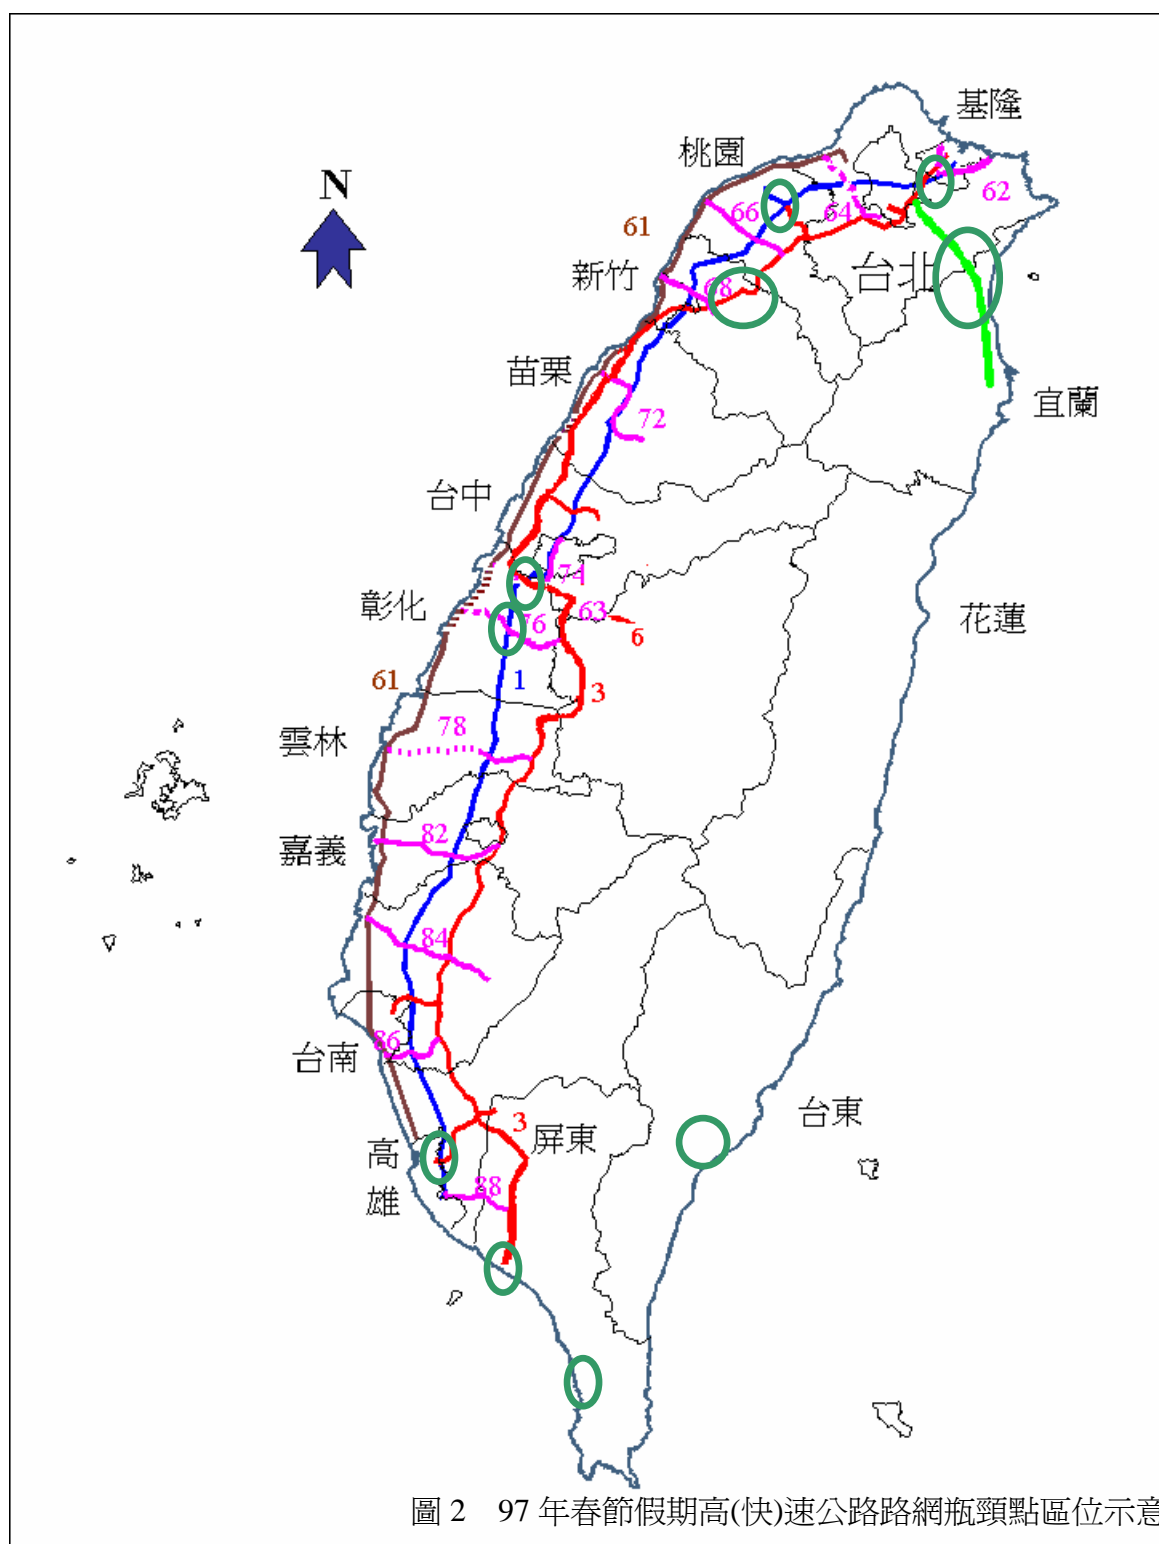 基隆
桃園
N
62
66
64
61
台北
新竹
68
苗栗
宜蘭
72
台中
74
彰化
63
花蓮
76
6
61
1
3
78
雲林
82
嘉義
84
86
台南
台東
3
屏東
高
雄
88
圖 2 97 年春節假期高(快)速公路路網瓶頸點區位示意